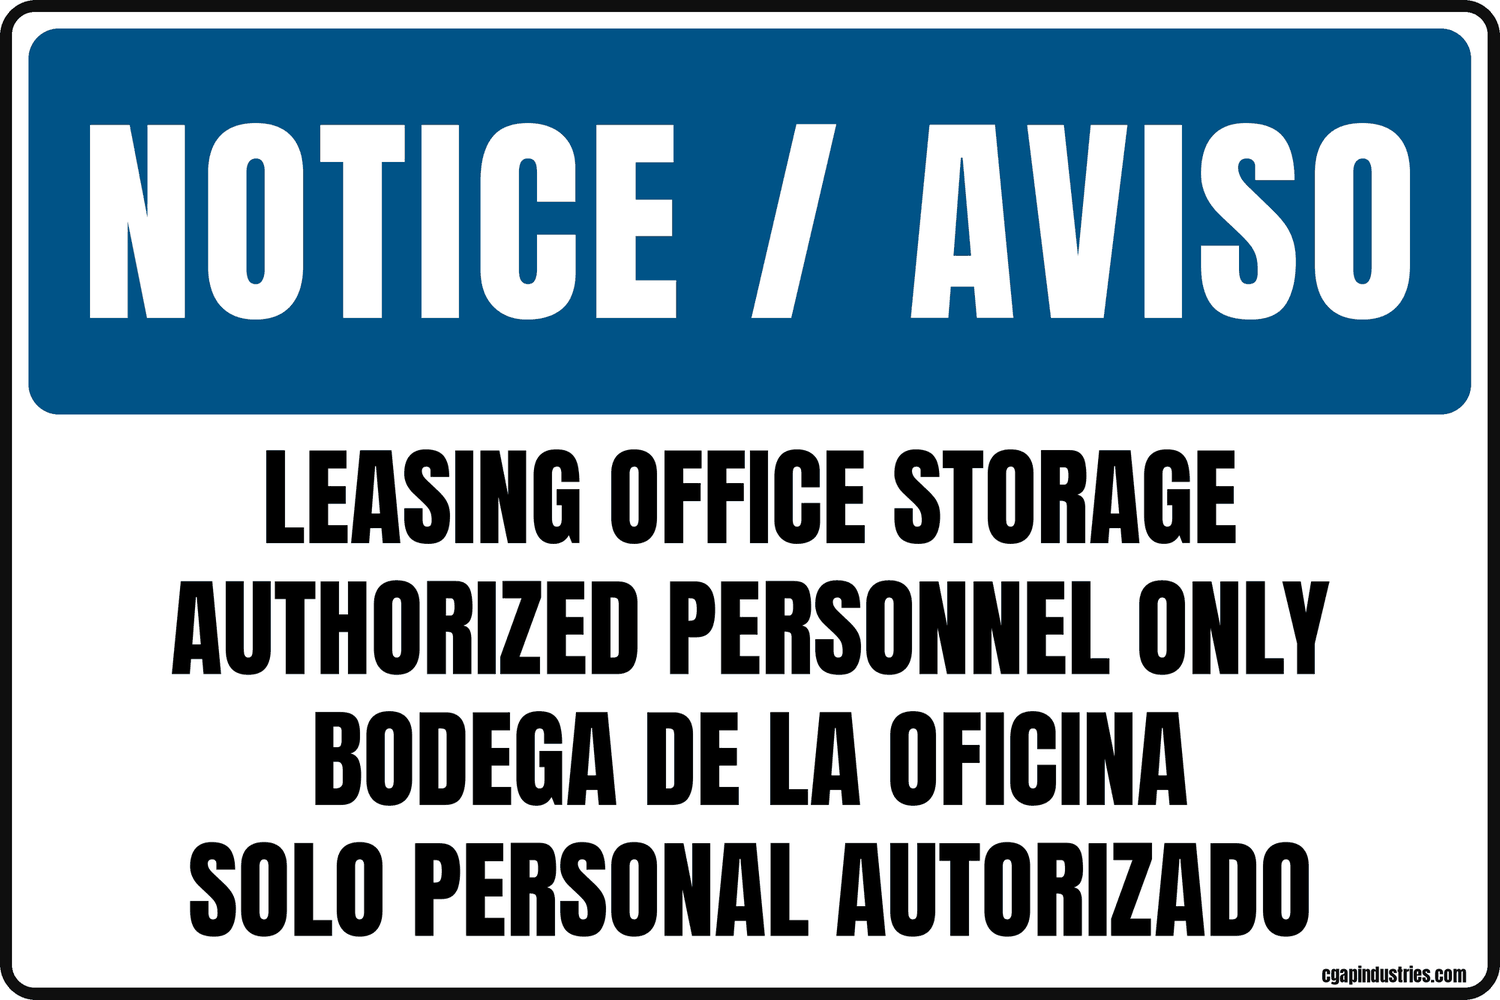 NOTICE / AVISO
LEASING OFFICE STORAGE
AUTHORIZED PERSONNEL ONLY
BODEGA DE LA OFICINA
SOLO PERSONAL AUTORIZADO
cgapindustries.com